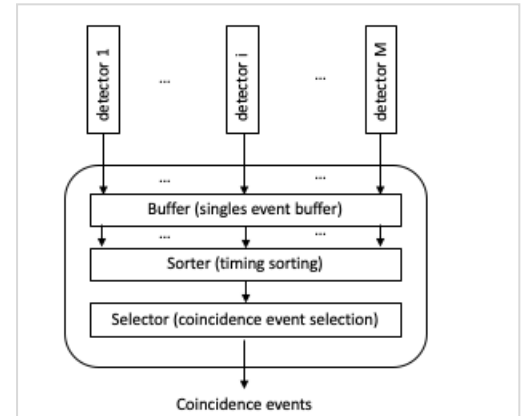 detector 1
...
detector i
...
detector M
...
...
Buffer (singles event buffer)
...
...
Sorter (timing sorting)
Selector (coincidence event selection)
Coincidence events